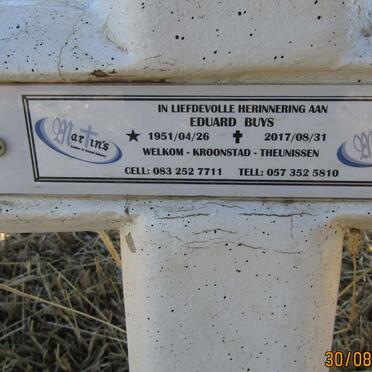 IN LIEFDEVOLLE HERINNERING AAN
EDUARD BUYS
★ 1951/04/26 ✝ 2017/08/31
WELKOM - KROONSTAD - THEUNISSEN
CELL: 083 252 7711 TELL: 057 352 5810
Martin's
Ma
30/08